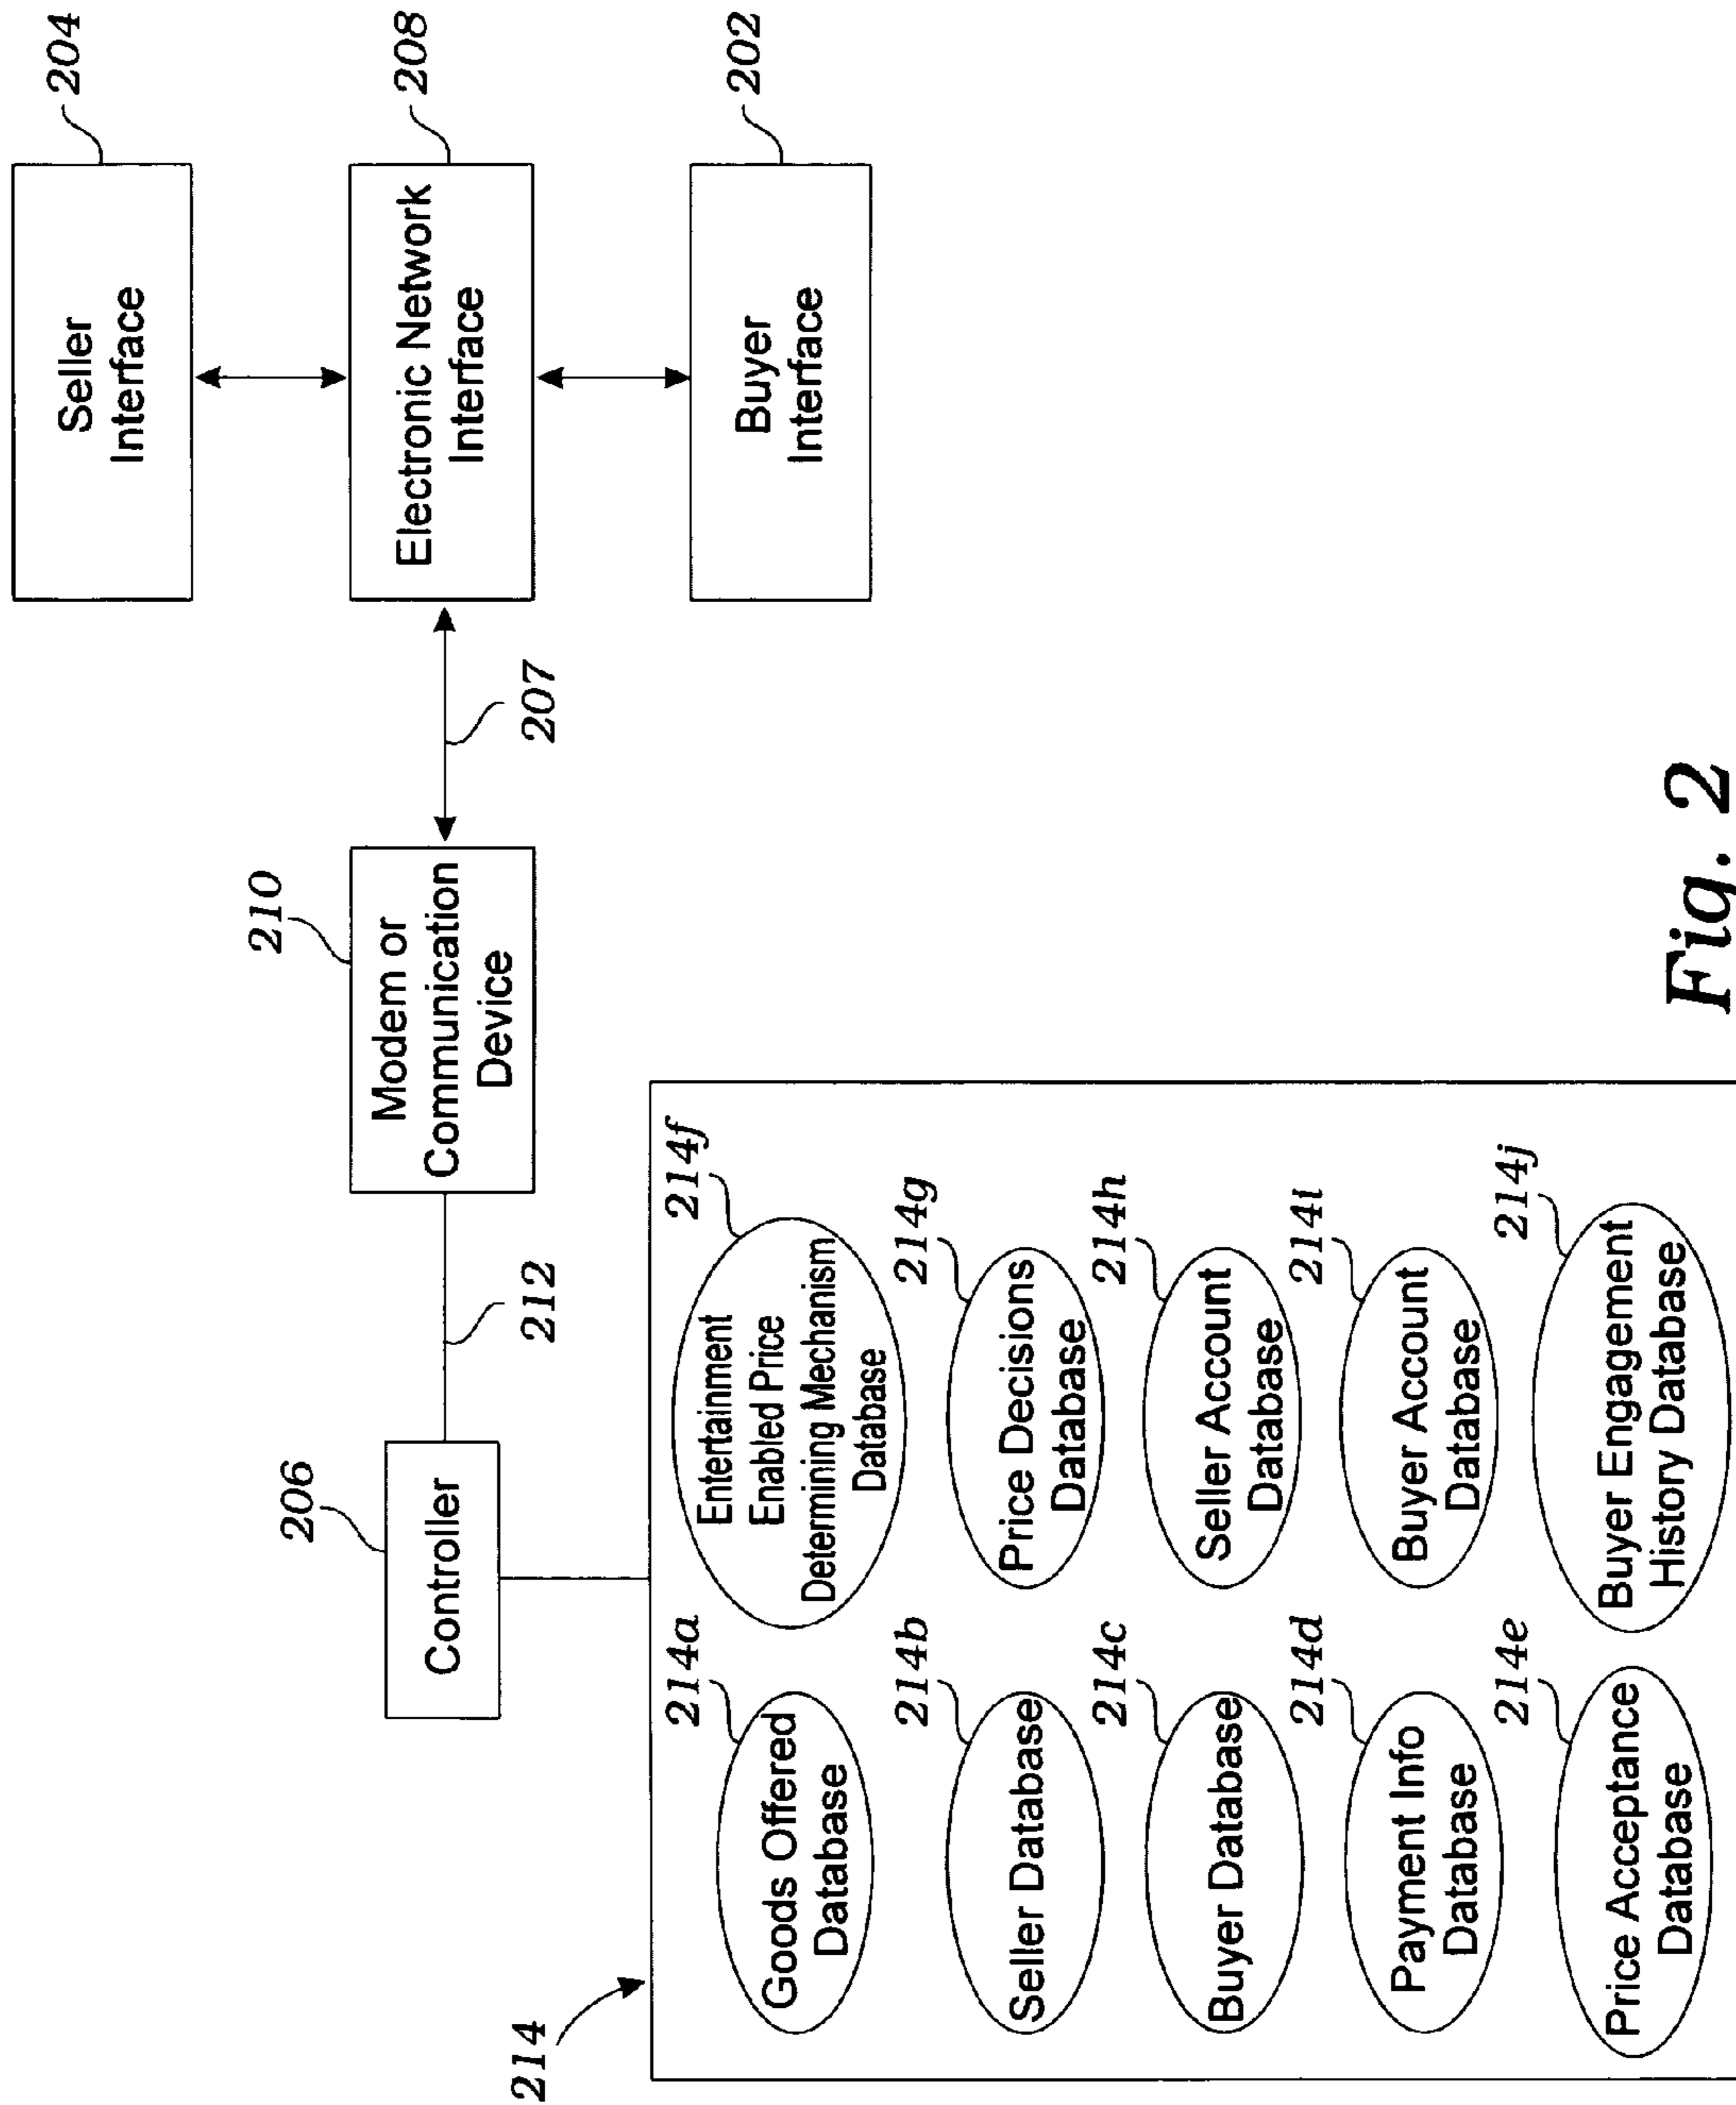 206
Controller
212
210
Modem or
Communication
Device
207
204
Seller
Interface
208
Electronic Network
Interface
202
Buyer
Interface
214
214a
Goods Offered
Database
214f
Entertainment
Enabled Price
Determining Mechanism
Database
214b
Seller Database
214g
Price Decisions
Database
214c
Buyer Database
214h
Seller Account
Database
214d
Payment Info
Database
214i
Buyer Account
Database
214e
Price Acceptance
Database
214j
Buyer Engagement
History Database
Fig. 2